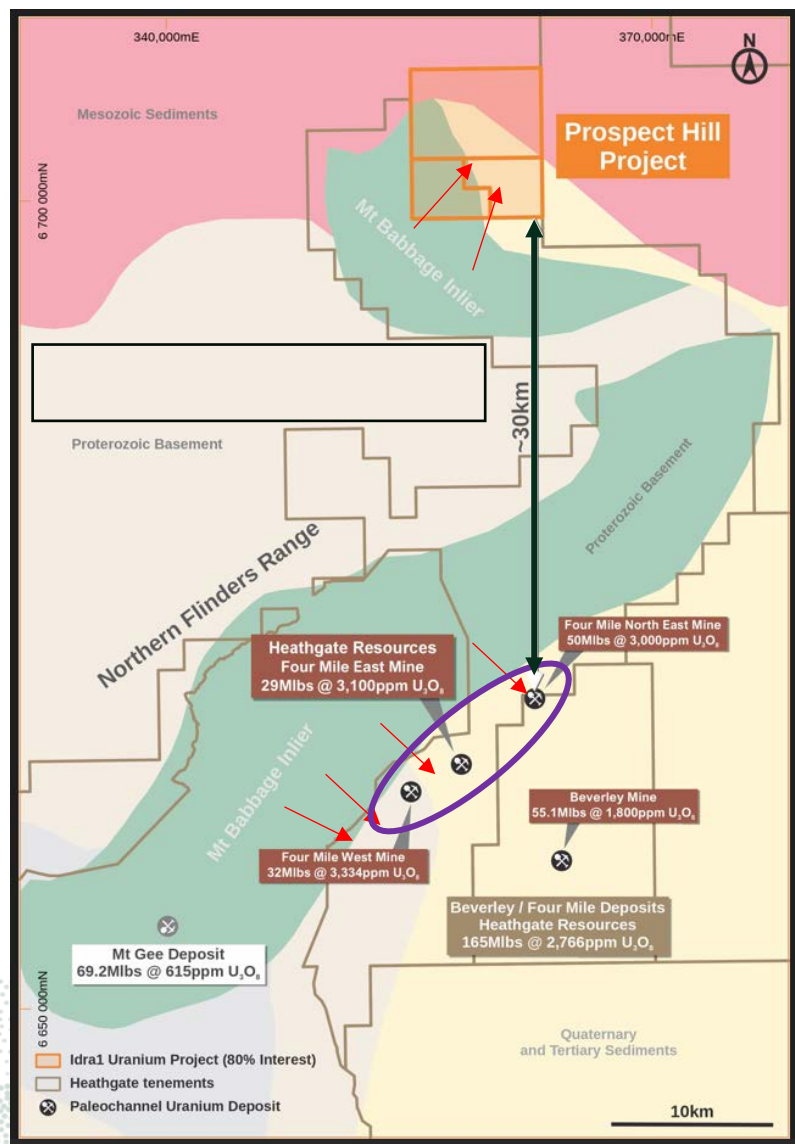 340,000mE
370,000mE
N
Mesozoic Sediments
Prospect Hill
Project
6 700 000mN
Mt Babbage Inlier
~30km
Proterozoic Basement
Proterozoic Basement
Northern Flinders Range
Four Mile North East Mine
50Mlbs @ 3,000ppm U₃O₈
Heathgate Resources
Four Mile East Mine
29Mlbs @ 3,100ppm U₃O₈
Mt Babbage Inlier
Beverley Mine
55.1Mlbs @ 1,800ppm U₃O₈
Four Mile West Mine
32Mlbs @ 3,334ppm U₃O₈
Beverley / Four Mile Deposits
Heathgate Resources
165Mlbs @ 2,766ppm U₃O₈
Mt Gee Deposit
69.2Mlbs @ 615ppm U₃O₈
6 650 000mN
Quaternary
and Tertiary Sediments
Idra1 Uranium Project (80% Interest)
Heathgate tenements
Paleochannel Uranium Deposit
10km